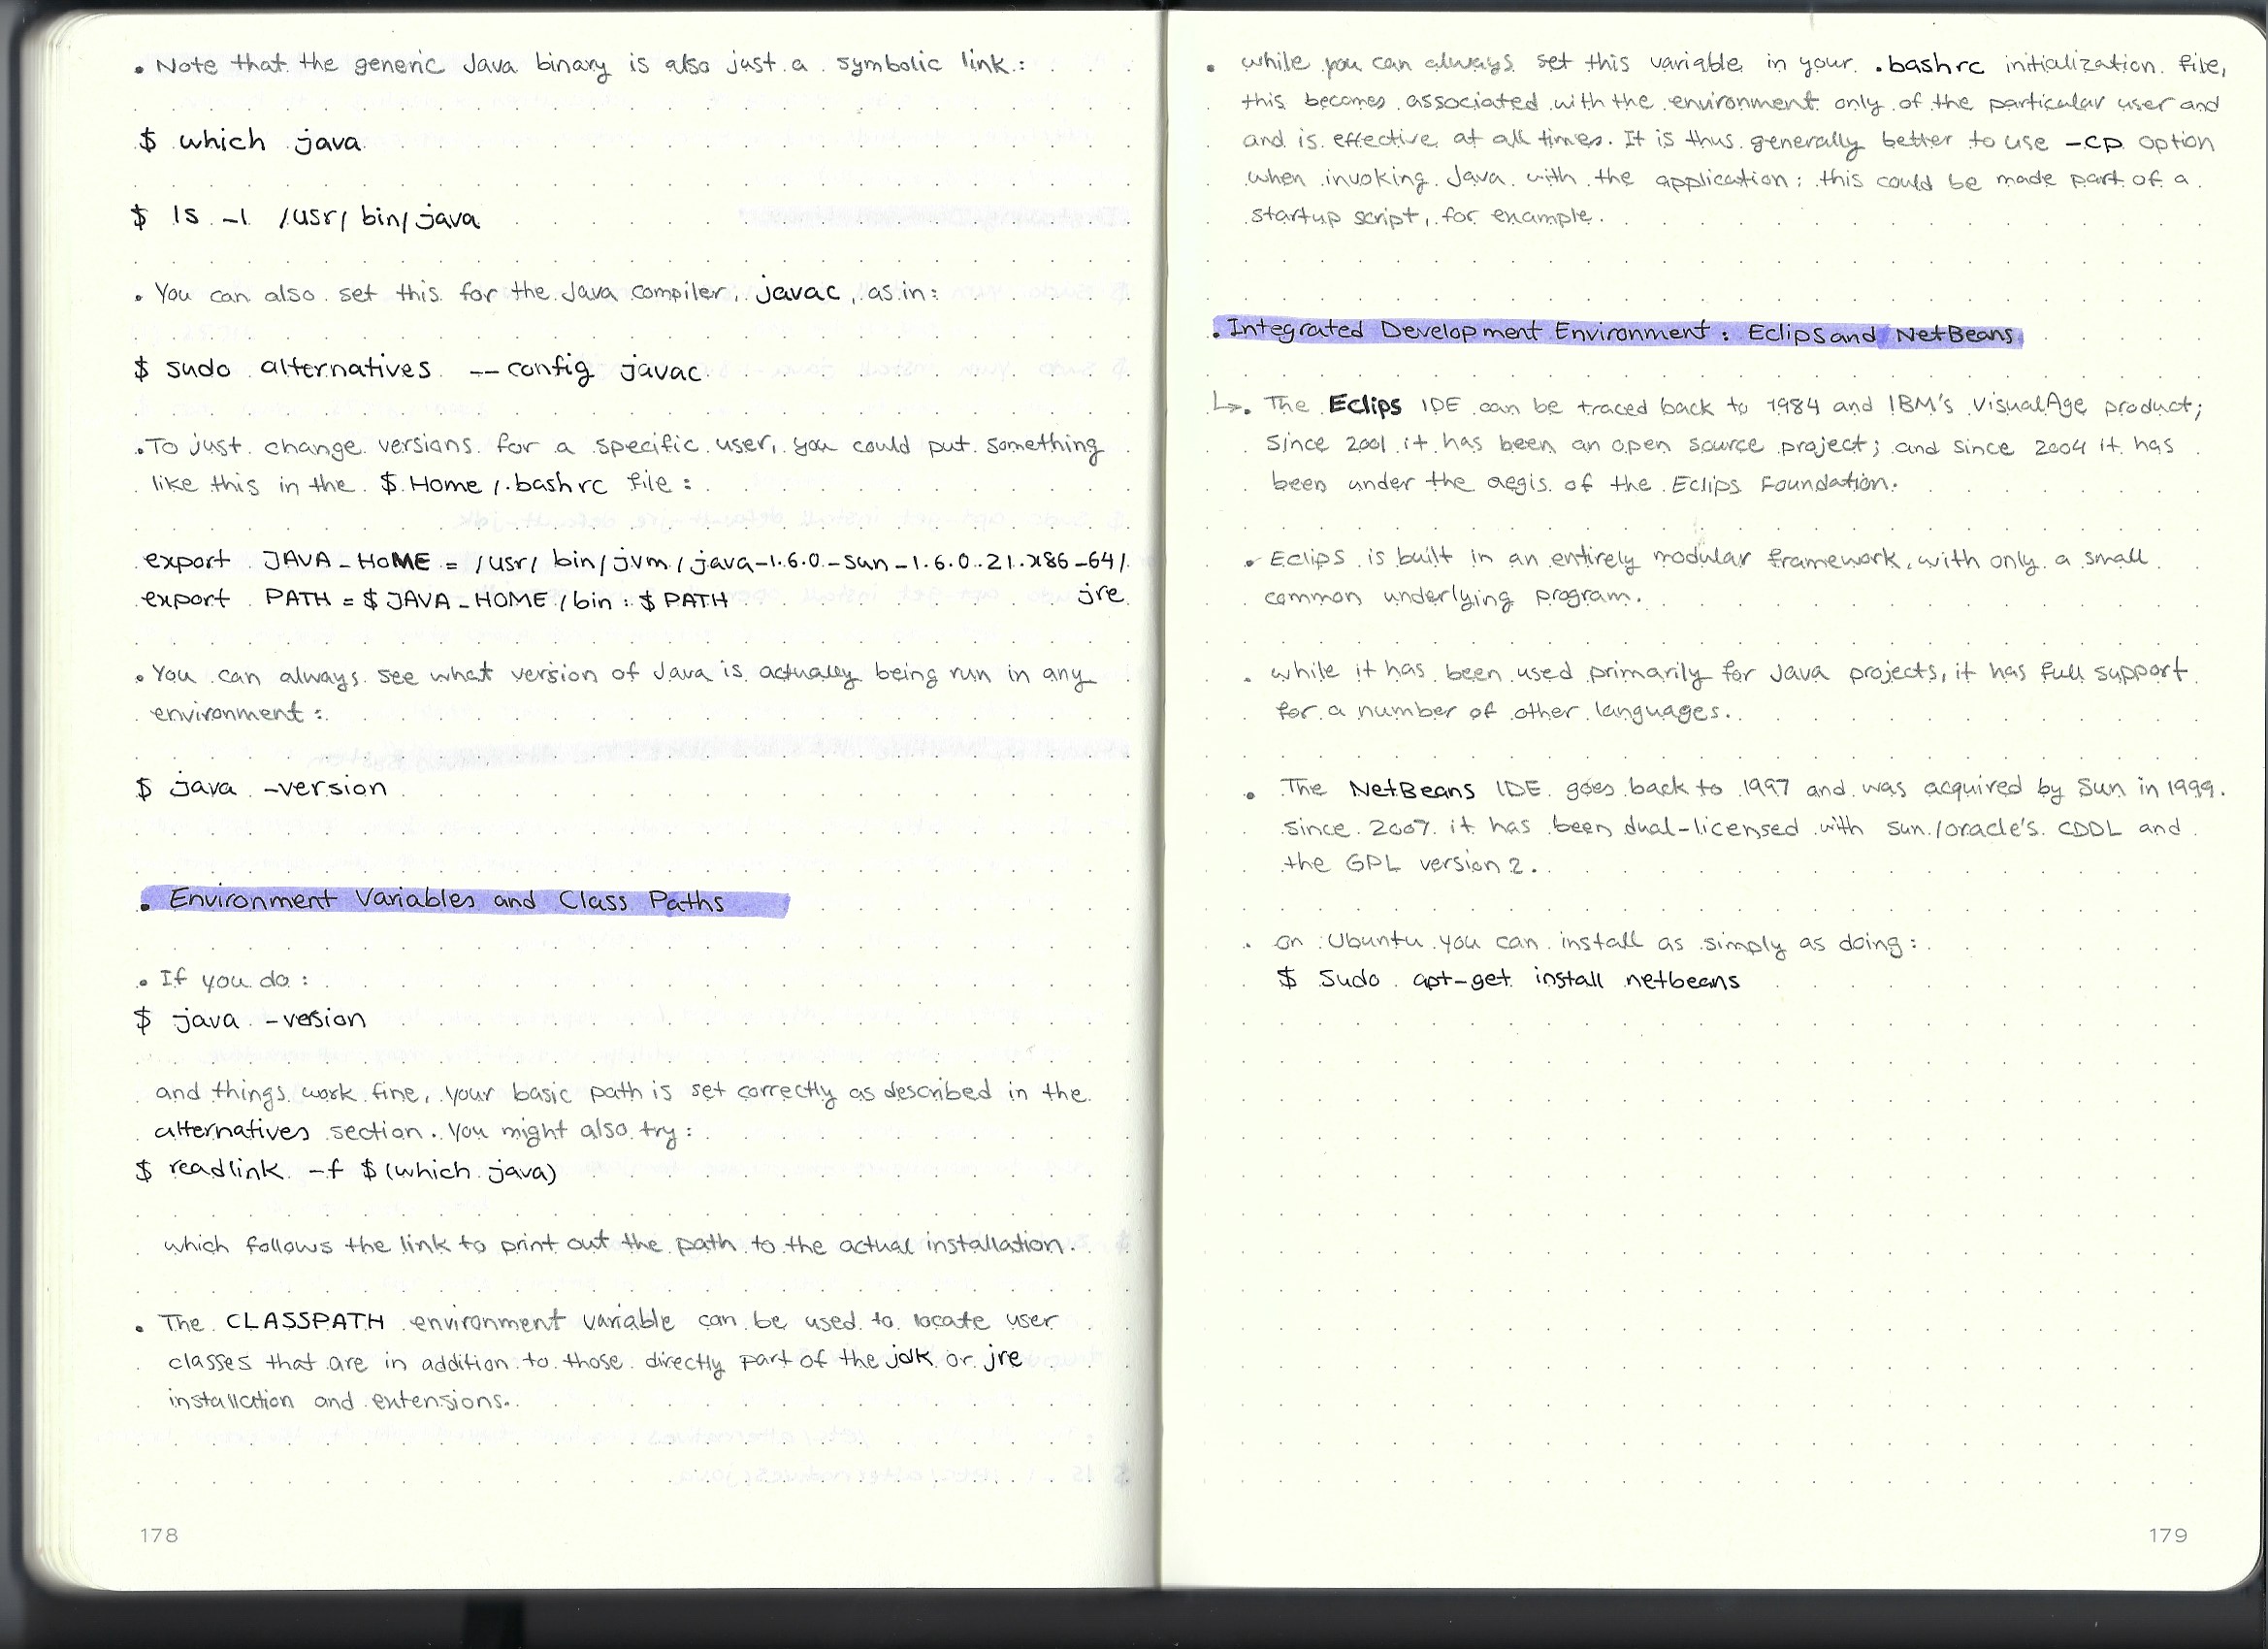 . Note that the generic Java binary is also just a symbolic link :
$ which java
$ ls -l /usr/bin/java
. You can also set this for the Java compiler, javac, as in:
$ sudo alternatives --config javac
. To just change versions for a specific user, you could put something
like this in the $Home/.bashrc file :
export JAVA_HOME = /usr/bin/jvm/java-1.6.0-sun-1.6.0.21.x86-64/
jre
export PATH = $JAVA_HOME/bin : $PATH
. You can always see what version of Java is actually being run in any
environment :
$ java -version
. Environment Variables and Class Paths
. If you do :
$ java -version
and things work fine, your basic path is set correctly as described in the
alternatives section. You might also try :
$ readlink -f $(which java)
which follows the link to print out the path to the actual installation.
. The CLASSPATH environment variable can be used to locate user
classes that are in addition to those directly part of the jdk or jre
installation and extensions.
178
. while you can always set this variable in your .bashrc initialization file,
this becomes associated with the environment only of the particular user and
and is effective at all times. It is thus generally better to use -cp option
when invoking Java with the application : this could be made part of a
startup script, for example.
. Integrated Development Environment : Eclips and NetBeans
↳. The Eclips IDE can be traced back to 1984 and IBM's VisualAge product;
Since 2001 it has been an open source project; and since 2004 it has
been under the aegis of the Eclips Foundation.
. Eclips is built in an entirely modular framework, with only a small
common underlying program.
. while it has been used primarily for Java projects, it has full support
for a number of other languages.
. The NetBeans IDE goes back to 1997 and was acquired by Sun in 1999.
since 2007 it has been dual-licensed with sun/oracle's CDDL and
the GPL version 2.
. on Ubuntu you can install as simply as doing :
$ Sudo apt-get install netbeans
179